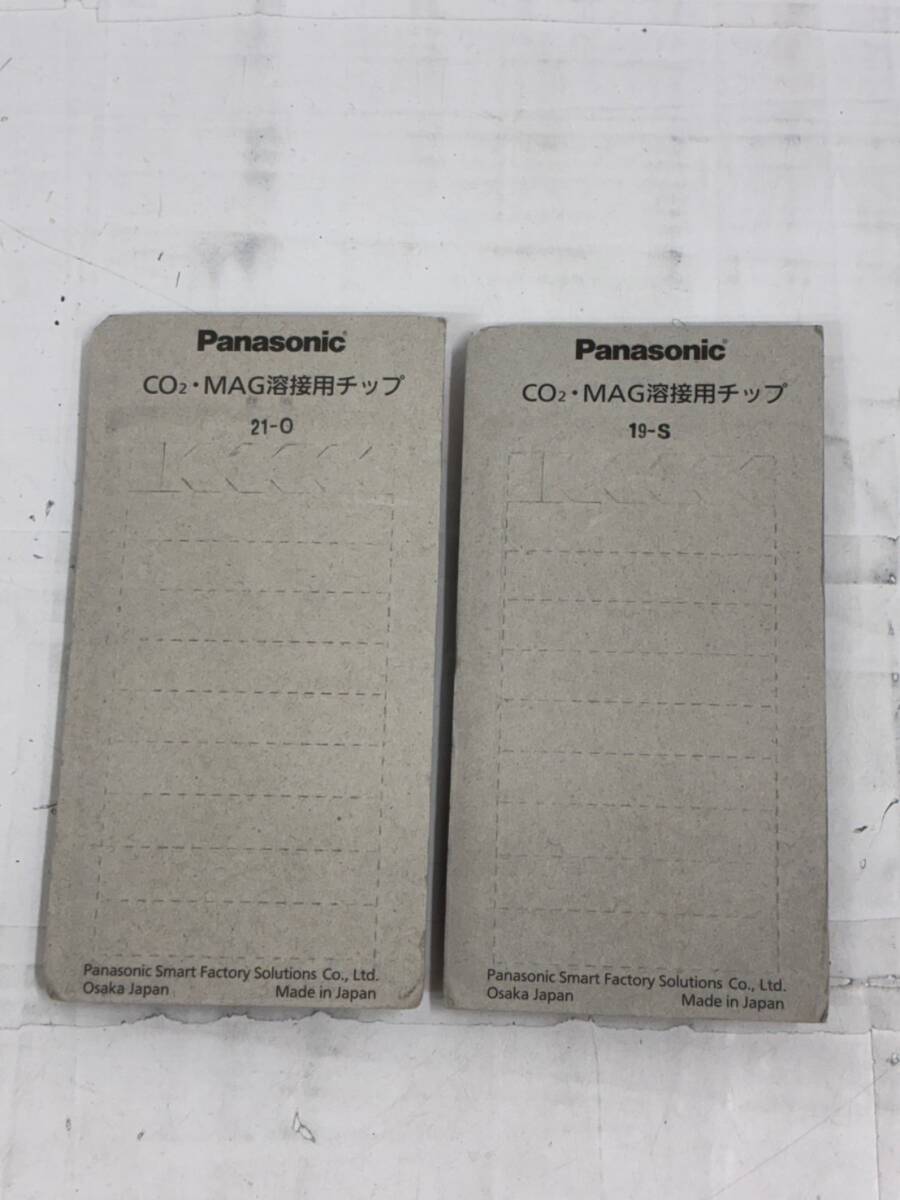 Panasonic
CO₂・MAG溶接用チップ
21-O
Panasonic Smart Factory Solutions Co., Ltd.
Osaka Japan Made in Japan
Panasonic
CO₂・MAG溶接用チップ
19-S
Panasonic Smart Factory Solutions Co., Ltd.
Osaka Japan Made in Japan